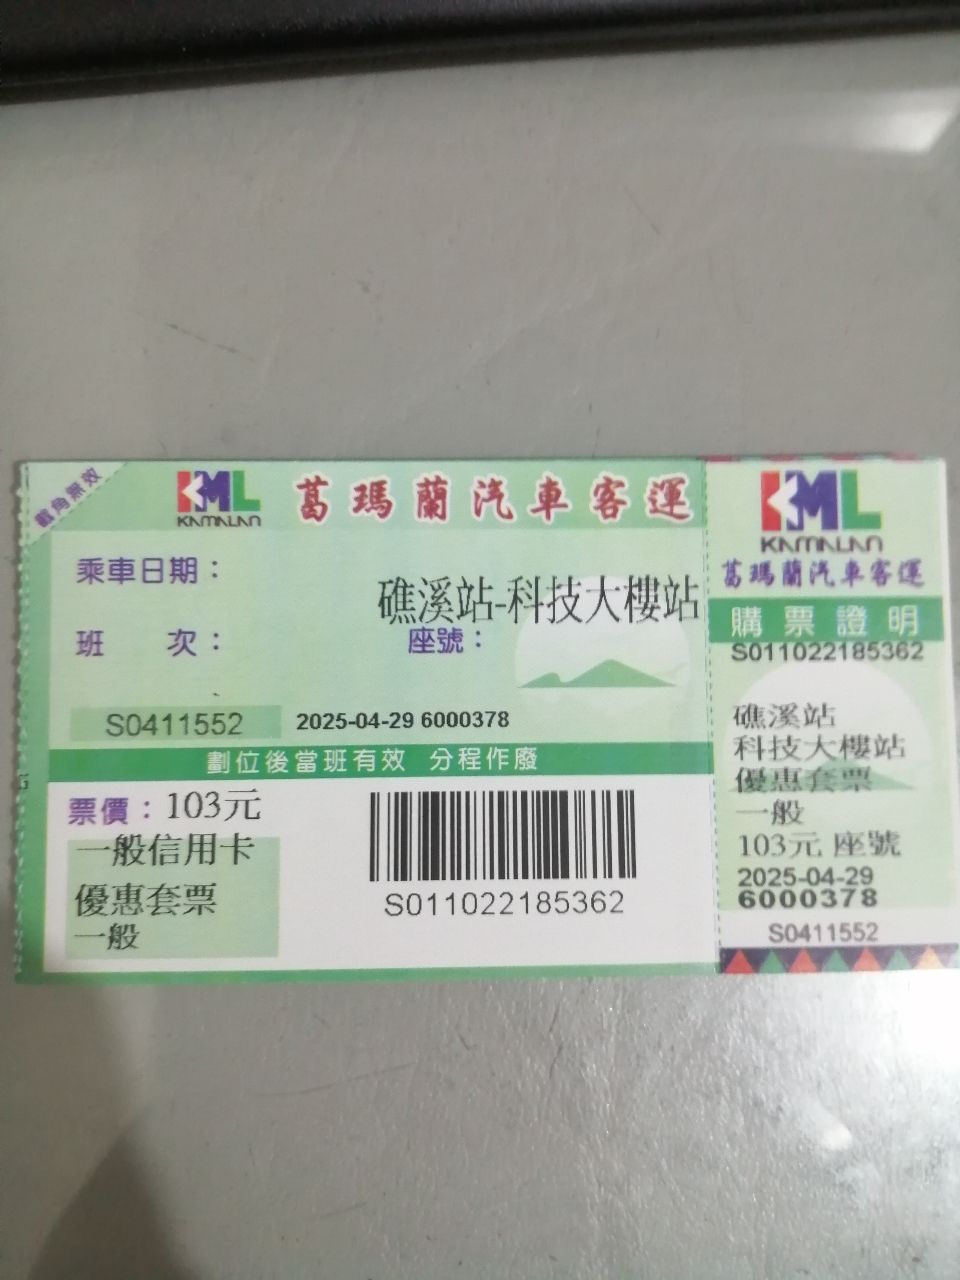 截角無效
KML
KAMALAN
葛瑪蘭汽車客運
乘車日期：
礁溪站-科技大樓站
班 次：
座號：
S0411552
2025-04-29 6000378
劃位後當班有效 分程作廢
票價：103元
一般信用卡
優惠套票
一般
S011022185362
KML
KAMALAN
葛瑪蘭汽車客運
購票證明
S011022185362
礁溪站
科技大樓站
優惠套票
一般
103元 座號
2025-04-29
6000378
S0411552